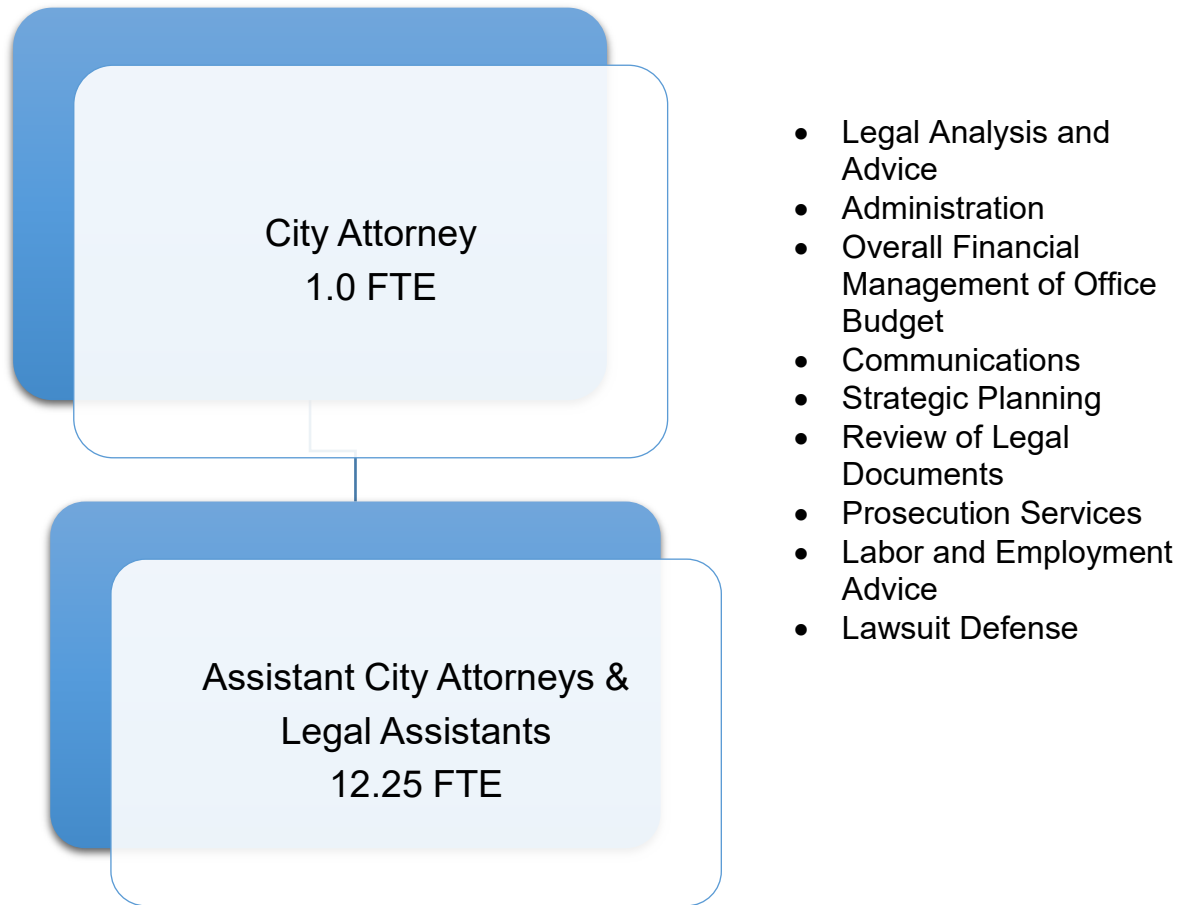 City Attorney
1.0 FTE
Assistant City Attorneys &
Legal Assistants
12.25 FTE
• Legal Analysis and
Advice
• Administration
• Overall Financial
Management of Office
Budget
• Communications
• Strategic Planning
• Review of Legal
Documents
• Prosecution Services
• Labor and Employment
Advice
• Lawsuit Defense